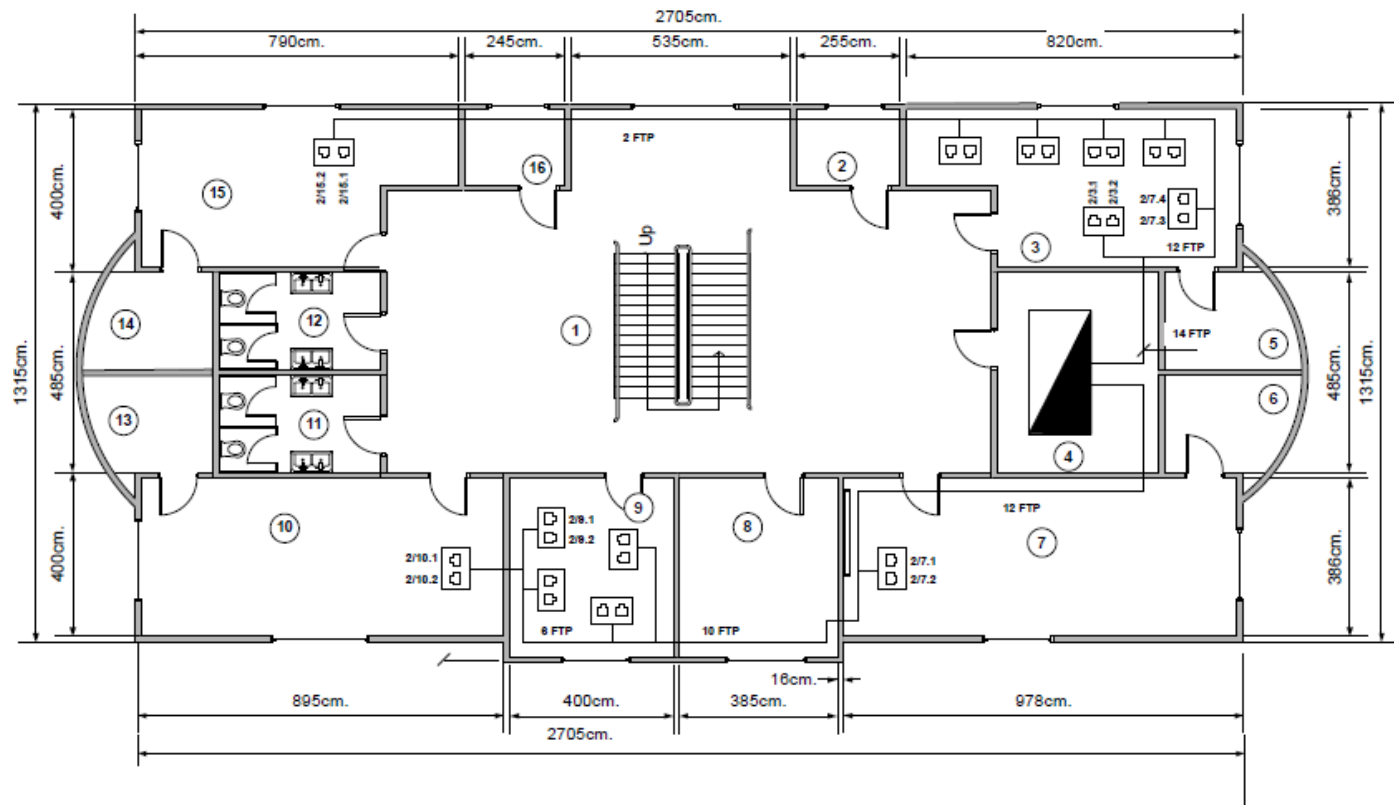 2705cm.
790cm.
245cm.
535cm.
255cm.
820cm.
2 FTP
16
2
15
2/15.2
2/15.1
2/3.1
2/3.2
2/7.4
2/7.3
3
12 FTP
400cm.
386cm.
Up
14
12
1
14 FTP
5
1315cm.
485cm.
485cm.
1315cm.
13
11
6
4
9
10
8
12 FTP
7
2/9.1
2/9.2
2/10.1
2/10.2
2/7.1
2/7.2
400cm.
386cm.
6 FTP
10 FTP
16cm.
895cm.
400cm.
385cm.
978cm.
2705cm.